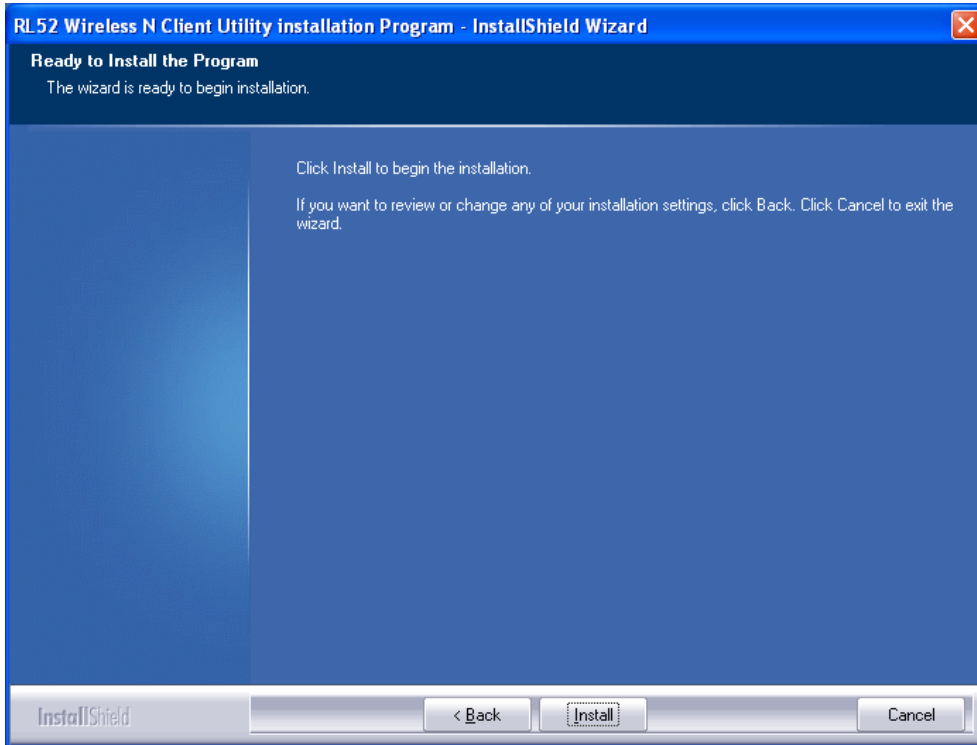 RL52 Wireless N Client Utility installation Program - InstallShield Wizard
Ready to Install the Program
The wizard is ready to begin installation.
Click Install to begin the installation.
If you want to review or change any of your installation settings, click Back. Click Cancel to exit the
wizard.
InstallShield
< Back
Install
Cancel